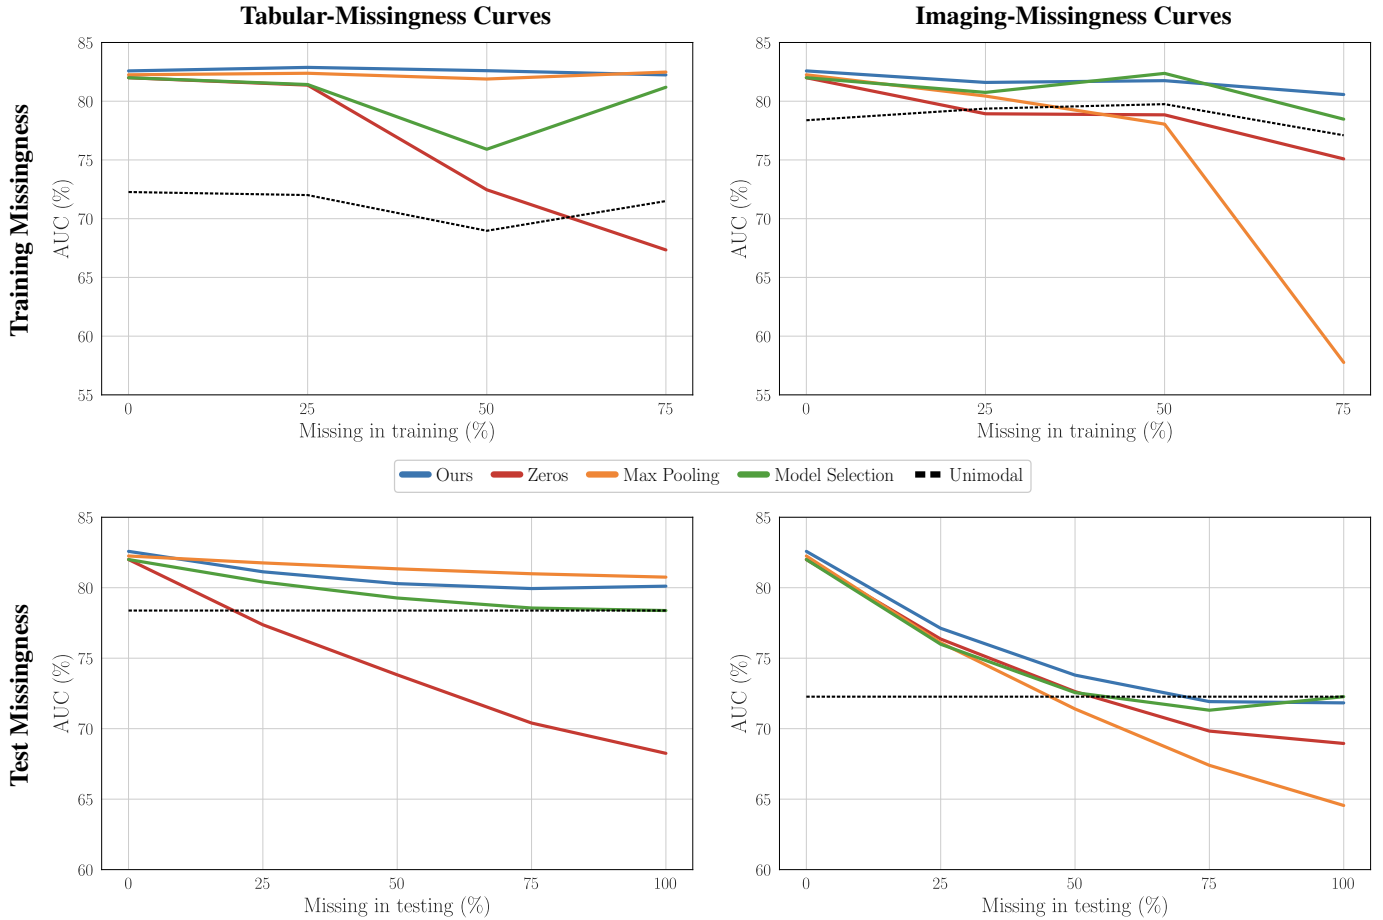 Tabular-Missingness Curves
Imaging-Missingness Curves
Training Missingness
AUC (%)
85
80
75
70
65
60
55
0 25 50 75
Missing in training (%)
AUC (%)
85
80
75
70
65
60
55
0 25 50 75
Missing in training (%)
Ours Zeros Max Pooling Model Selection Unimodal
Test Missingness
AUC (%)
85
80
75
70
65
60
0 25 50 75 100
Missing in testing (%)
AUC (%)
85
80
75
70
65
60
0 25 50 75 100
Missing in testing (%)